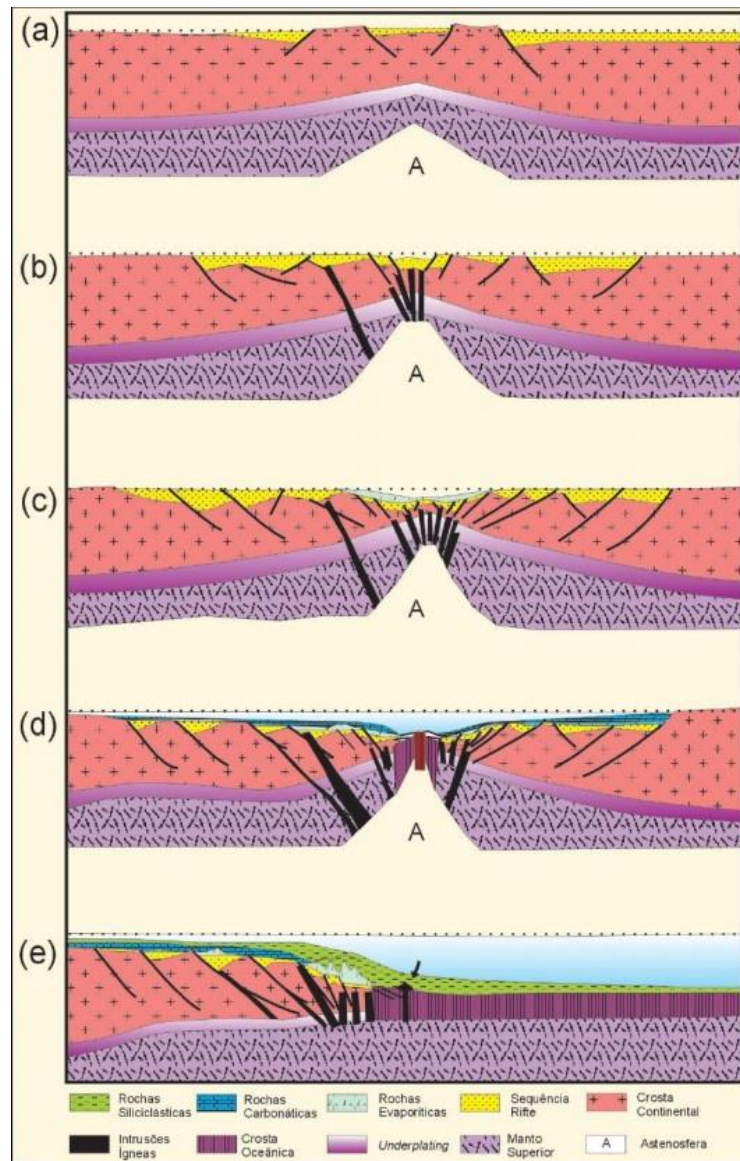 (a)
A
(b)
A
(c)
A
(d)
A
(e)
Rochas Siliciclásticas
Rochas Carbonáticas
Rochas Evaporíticas
Sequência Rifte
Crosta Continental
Intrusões Ígneas
Crosta Oceânica
Underplating
Manto Superior
A
Astenosfera